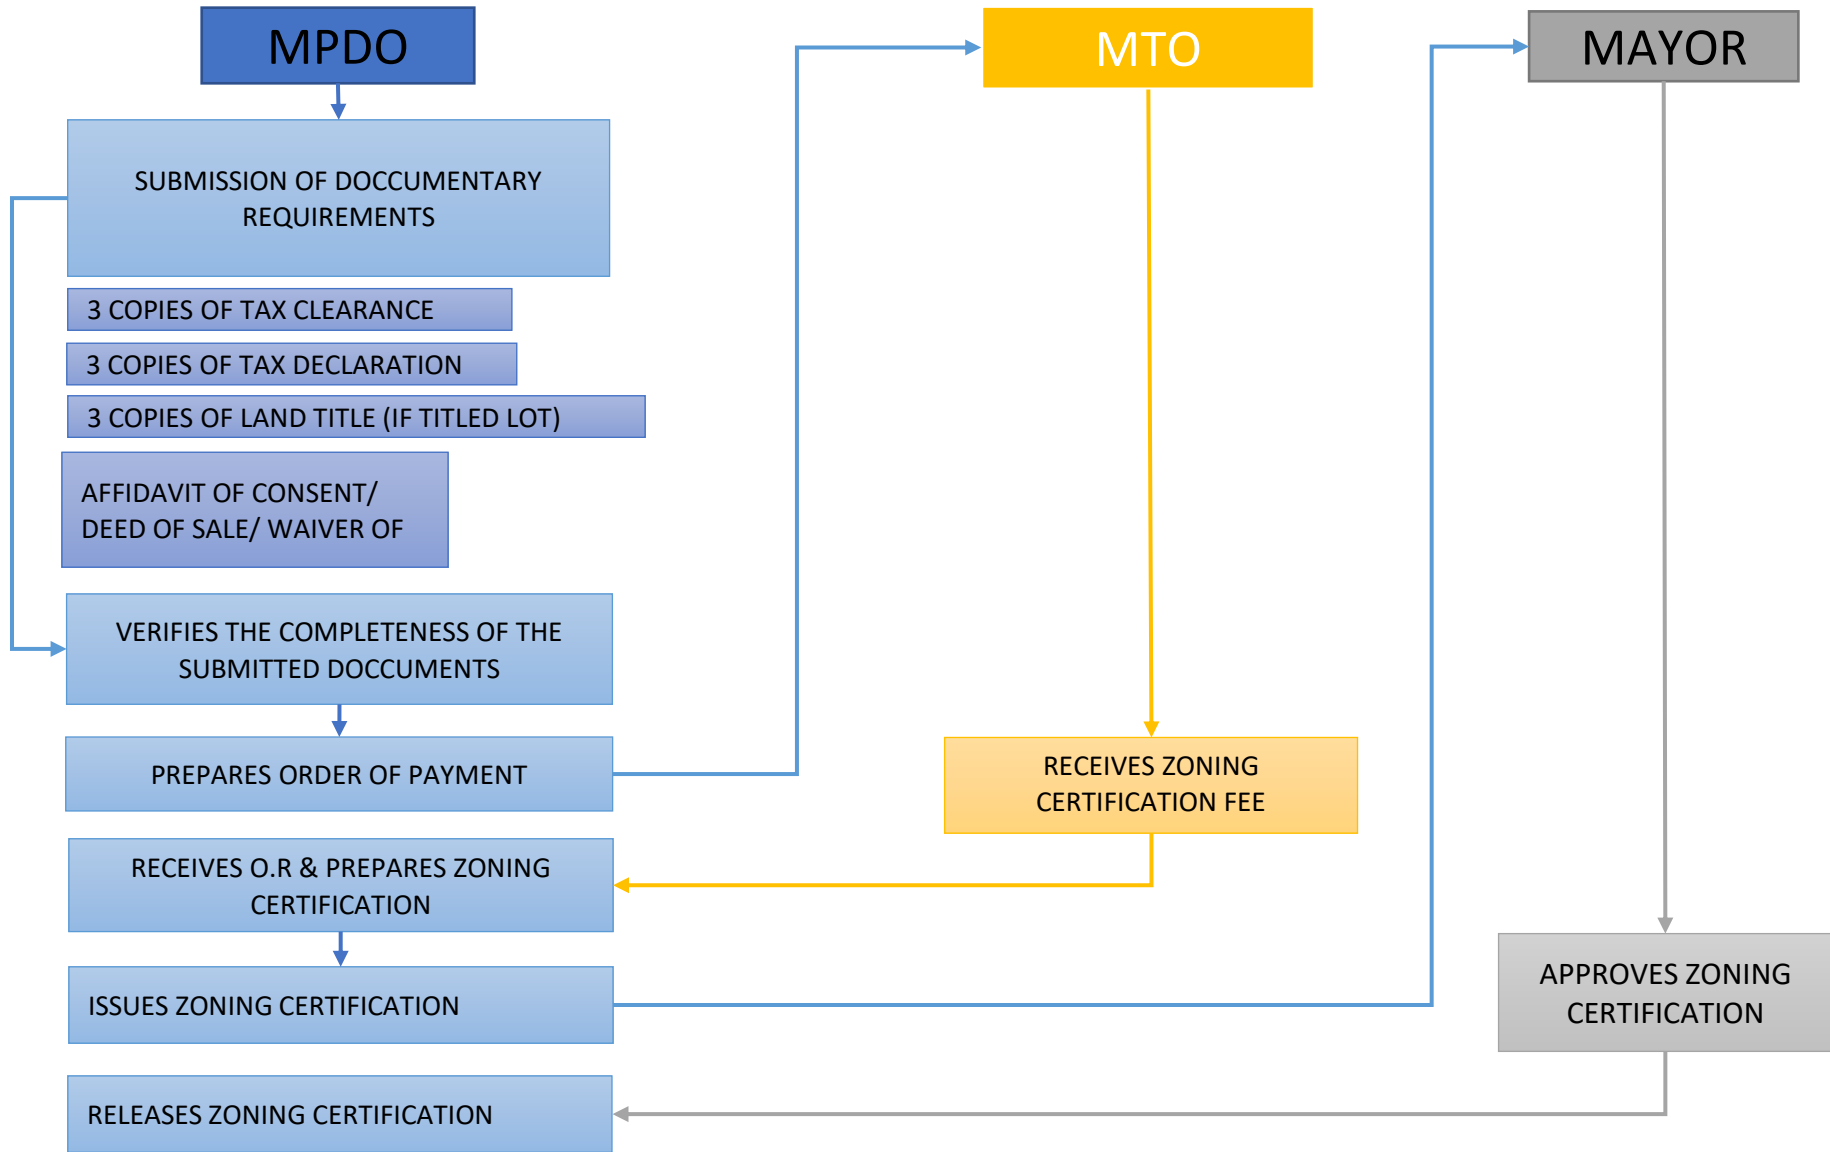 MPDO
MTO
MAYOR
SUBMISSION OF DOCCUMENTARY
REQUIREMENTS
3 COPIES OF TAX CLEARANCE
3 COPIES OF TAX DECLARATION
3 COPIES OF LAND TITLE (IF TITLED LOT)
AFFIDAVIT OF CONSENT/
DEED OF SALE/ WAIVER OF
VERIFIES THE COMPLETENESS OF THE
SUBMITTED DOCCUMENTS
PREPARES ORDER OF PAYMENT
RECEIVES ZONING
CERTIFICATION FEE
RECEIVES O.R & PREPARES ZONING
CERTIFICATION
ISSUES ZONING CERTIFICATION
APPROVES ZONING
CERTIFICATION
RELEASES ZONING CERTIFICATION